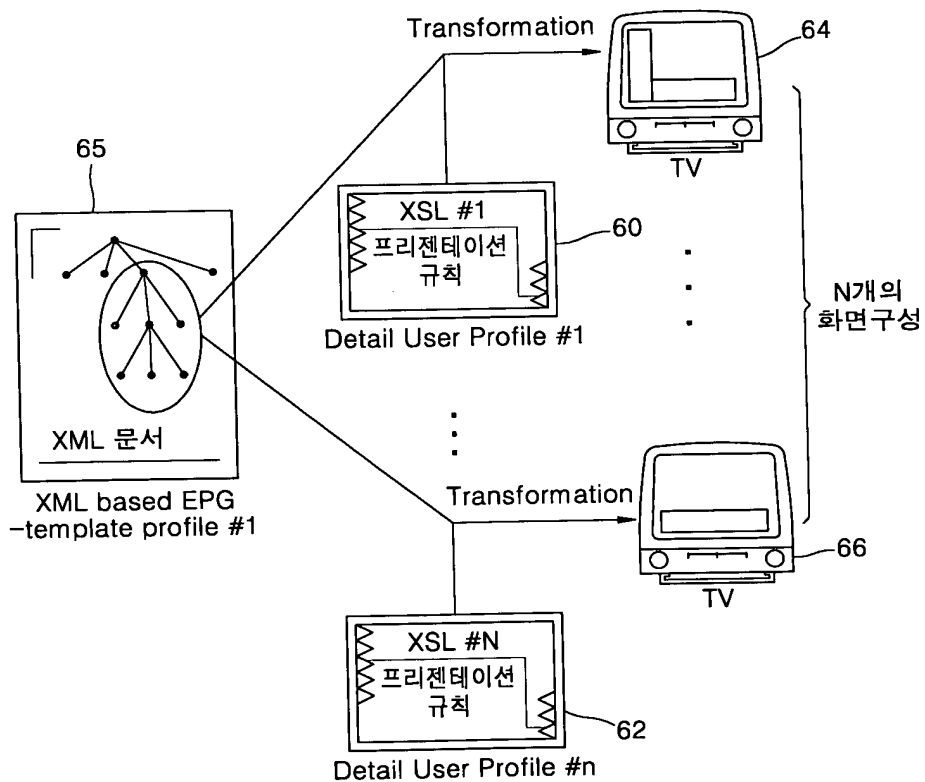 Transformation
64
TV
65
XML 문서
XML based EPG
-template profile #1
XSL #1
프리젠테이션
규칙
60
Detail User Profile #1
N개의
화면구성
Transformation
66
TV
XSL #N
프리젠테이션
규칙
62
Detail User Profile #n